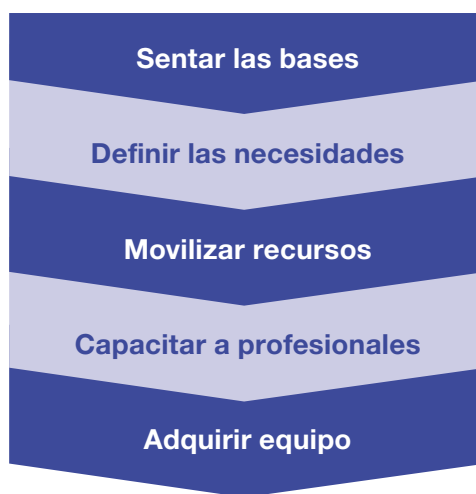 Sentar las bases
Definir las necesidades
Movilizar recursos
Capacitar a profesionales
Adquirir equipo